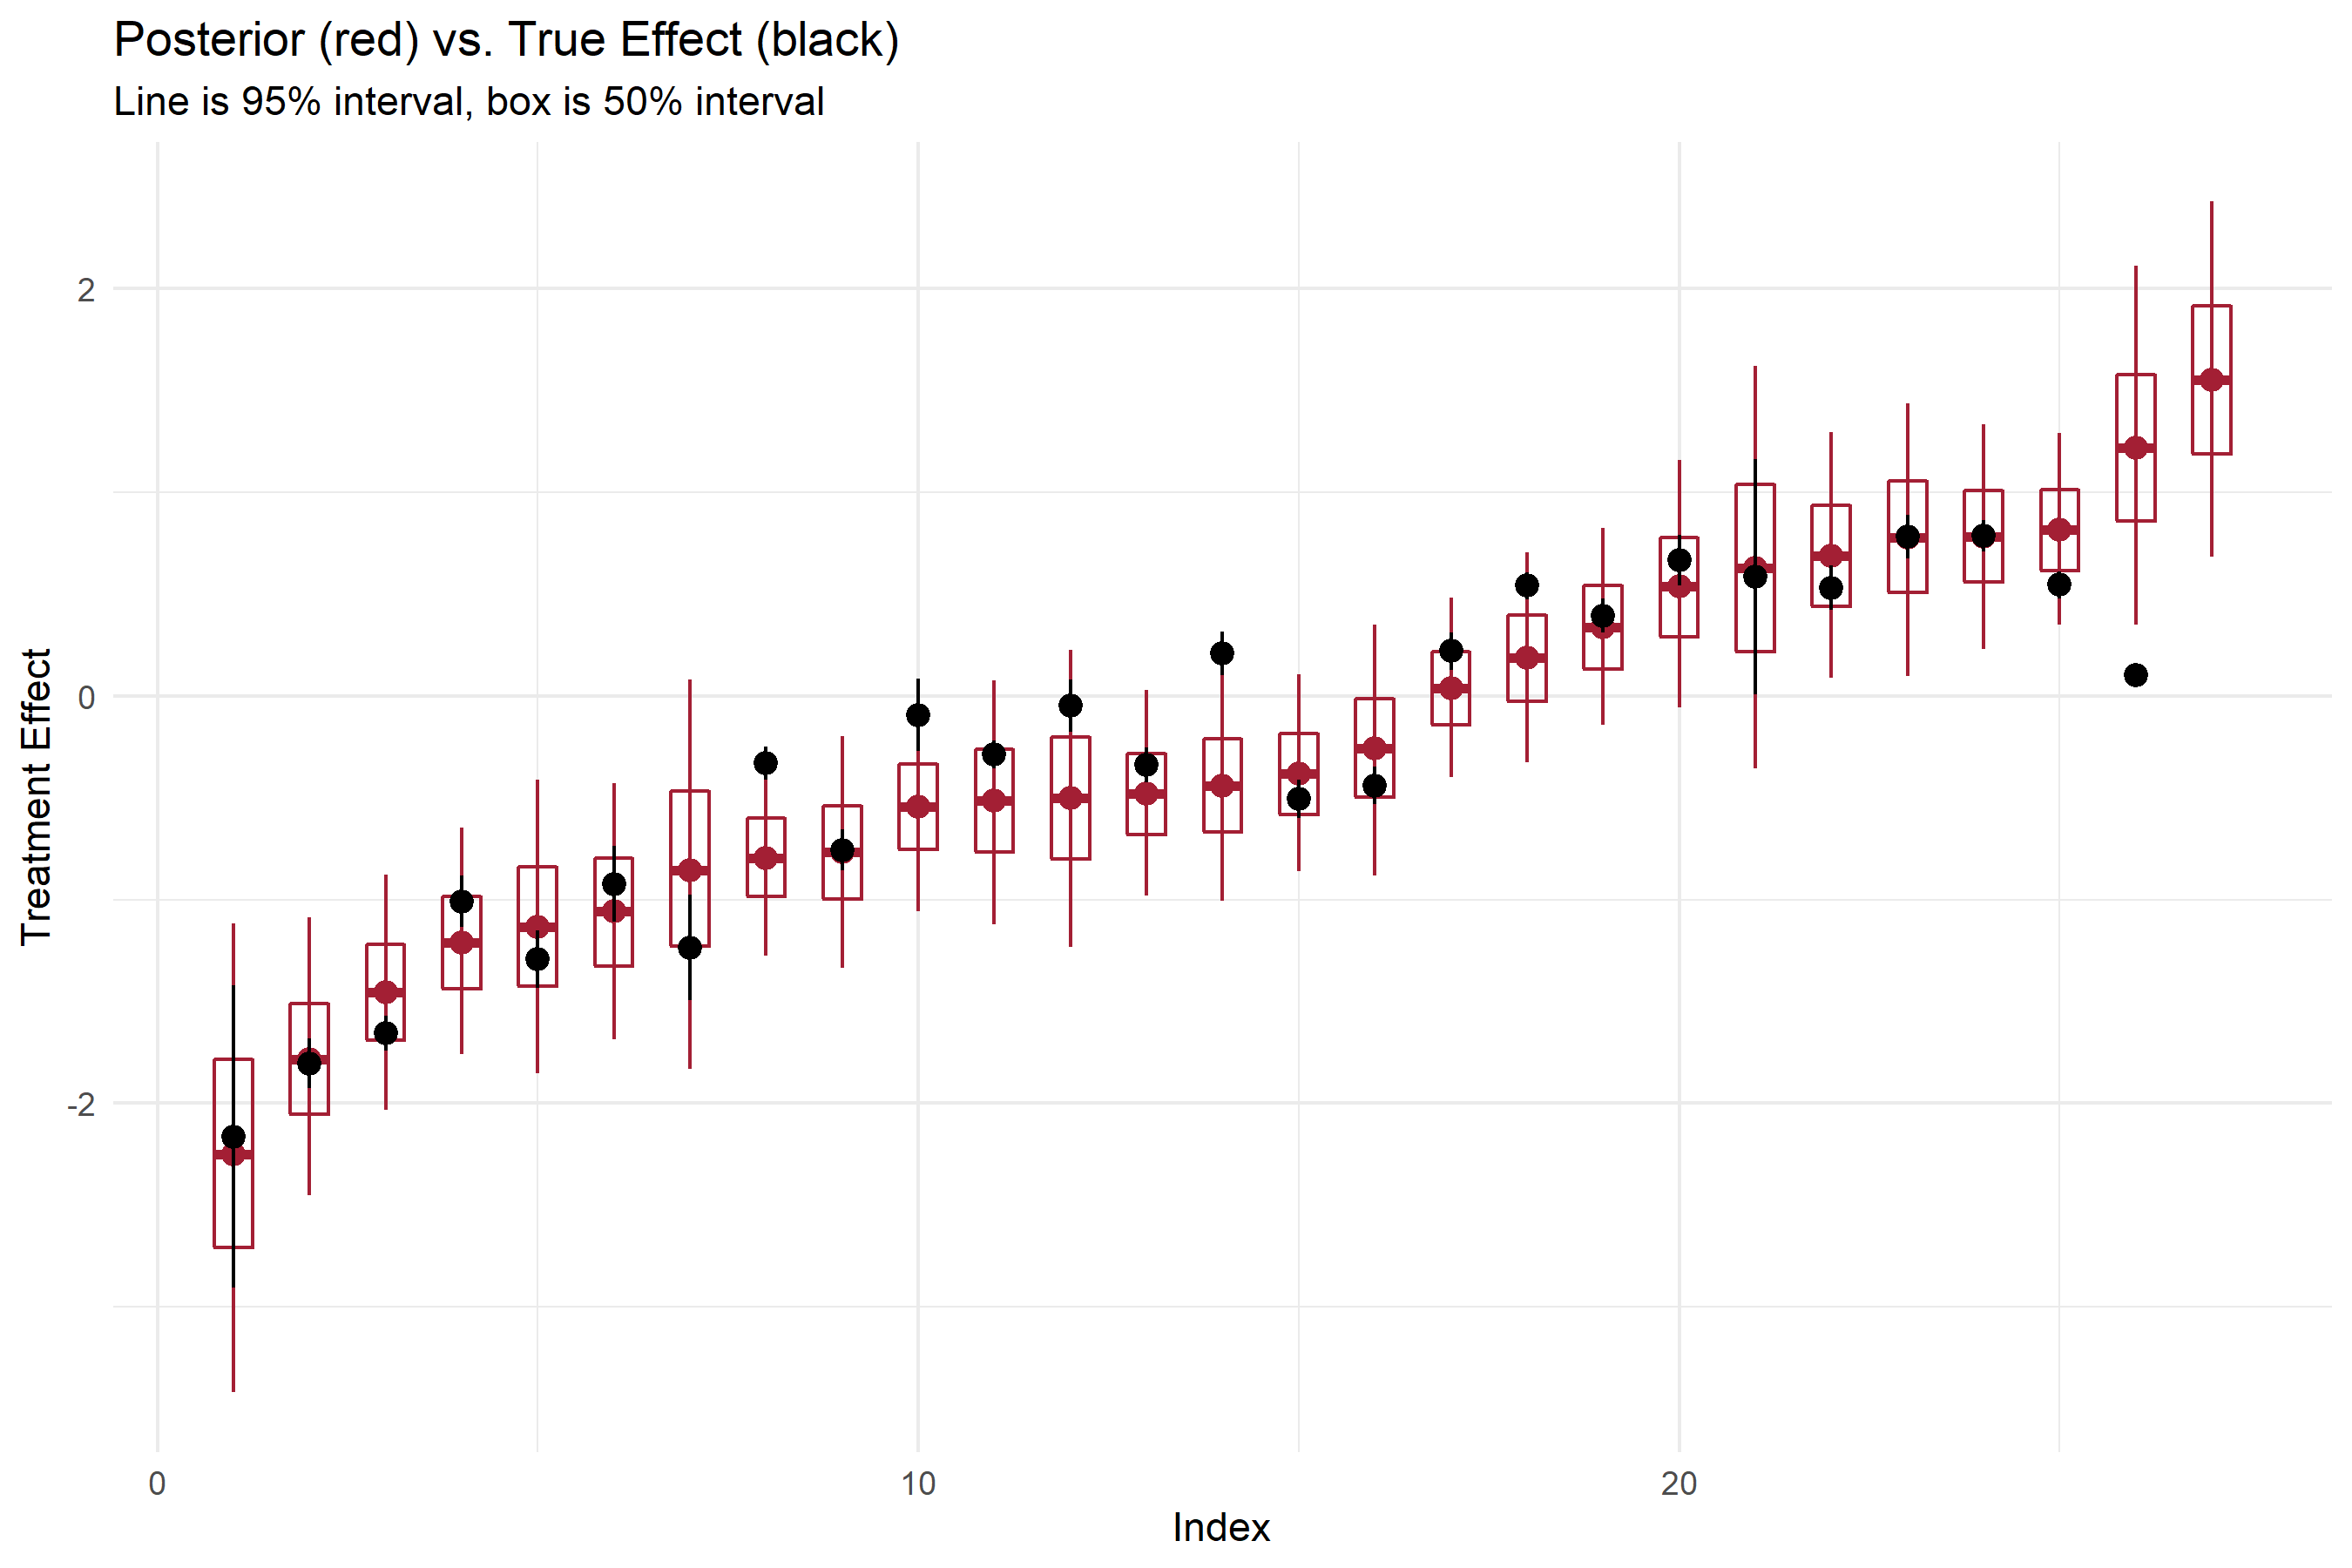 Posterior (red) vs. True Effect (black)
Line is 95% interval, box is 50% interval
2
0
-2
Treatment Effect
0
10
20
Index